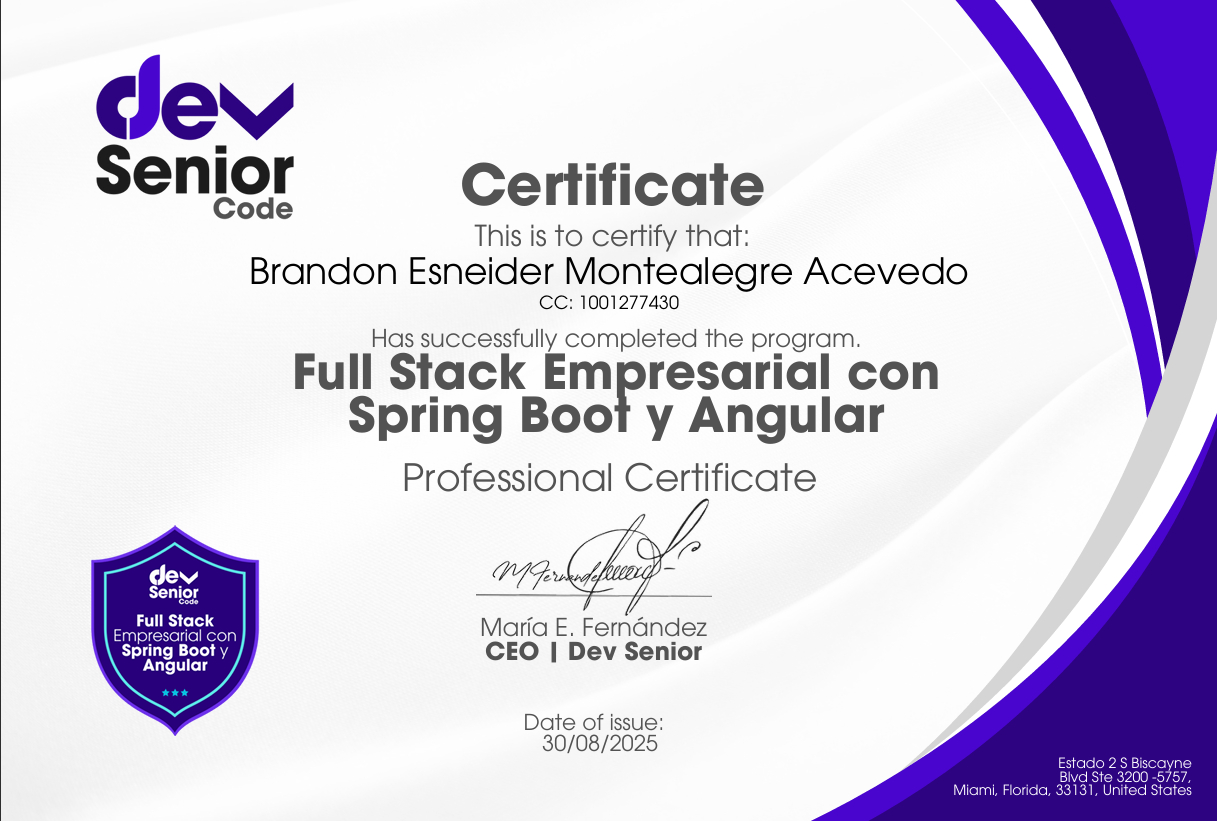 dev
Senior
Code
Certificate
This is to certify that:
Brandon Esneider Montealegre Acevedo
CC: 1001277430
Has successfully completed the program.
Full Stack Empresarial con
Spring Boot y Angular
Professional Certificate
M Fernande
María E. Fernández
CEO | Dev Senior
dev
Senior
Code
Full Stack
Empresarial con
Spring Boot y
Angular
Date of issue:
30/08/2025
Estado 2 S Biscayne
Blvd Ste 3200 -5757,
Miami, Florida, 33131, United States